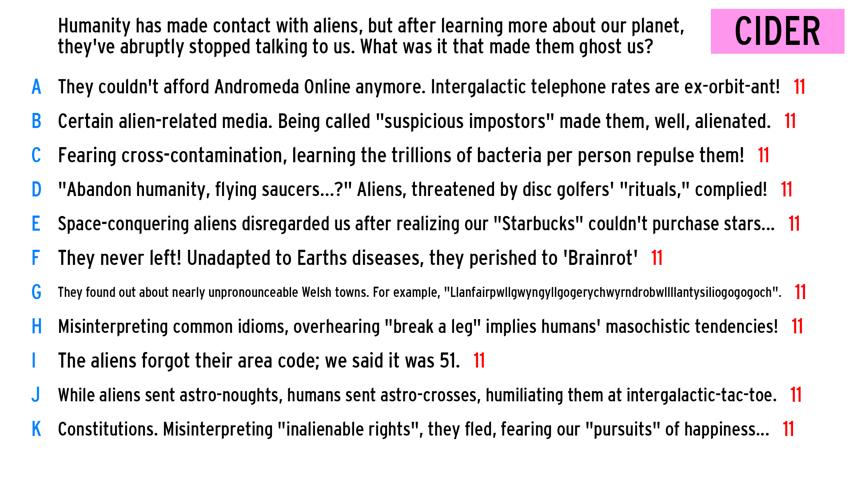 Humanity has made contact with aliens, but after learning more about our planet,
they've abruptly stopped talking to us. What was it that made them ghost us?
CIDER
A They couldn't afford Andromeda Online anymore. Intergalactic telephone rates are ex-orbit-ant! 11
B Certain alien-related media. Being called "suspicious impostors" made them, well, alienated. 11
C Fearing cross-contamination, learning the trillions of bacteria per person repulse them! 11
D "Abandon humanity, flying saucers...?" Aliens, threatened by disc golfers' "rituals," complied! 11
E Space-conquering aliens disregarded us after realizing our "Starbucks" couldn't purchase stars... 11
F They never left! Unadapted to Earths diseases, they perished to 'Brainrot' 11
G They found out about nearly unpronounceable Welsh towns. For example, "Llanfairpwllgwyngyllgogerychwyrndrobwllllantysiliogogogoch". 11
H Misinterpreting common idioms, overhearing "break a leg" implies humans' masochistic tendencies! 11
I The aliens forgot their area code; we said it was 51. 11
J While aliens sent astro-noughts, humans sent astro-crosses, humiliating them at intergalactic-tac-toe. 11
K Constitutions. Misinterpreting "inalienable rights", they fled, fearing our "pursuits" of happiness... 11